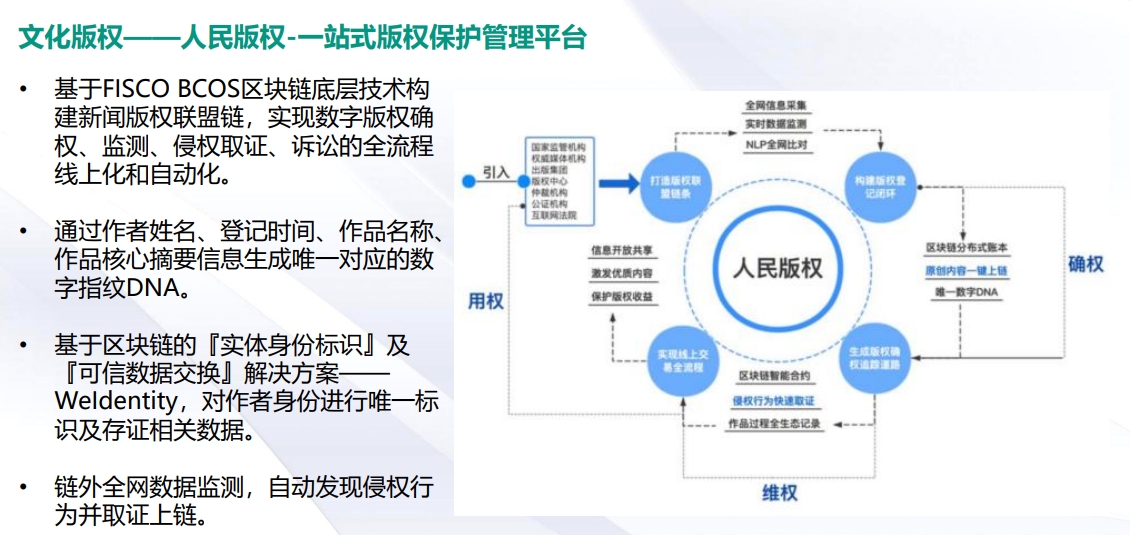 文化版权——人民版权-一站式版权保护管理平台
• 基于FISCO BCOS区块链底层技术构
建新闻版权联盟链，实现数字版权确
权、监测、侵权取证、诉讼的全流程
线上化和自动化。
• 通过作者姓名、登记时间、作品名称、
作品核心摘要信息生成唯一对应的数
字指纹DNA。
• 基于区块链的『实体身份标识』及
『可信数据交换』解决方案——
WeIdentity，对作者身份进行唯一标
识及存证相关数据。
• 链外全网数据监测，自动发现侵权行
为并取证上链。
引入
国家监管机构
权威媒体机构
出版集团
版权中心
仲裁机构
公证机构
互联网法院
打造版权联
盟链条
全网信息采集
实时数据监测
NLP全网比对
构建版权登
记闭环
区块链分布式账本
原创内容一键上链
唯一数字DNA
确权
人民版权
信息开放共享
激发优质内容
保护版权收益
用权
实现线上交
易全流程
生成版权确
权追踪道路
区块链智能合约
侵权行为快速取证
作品过程全生态记录
维权